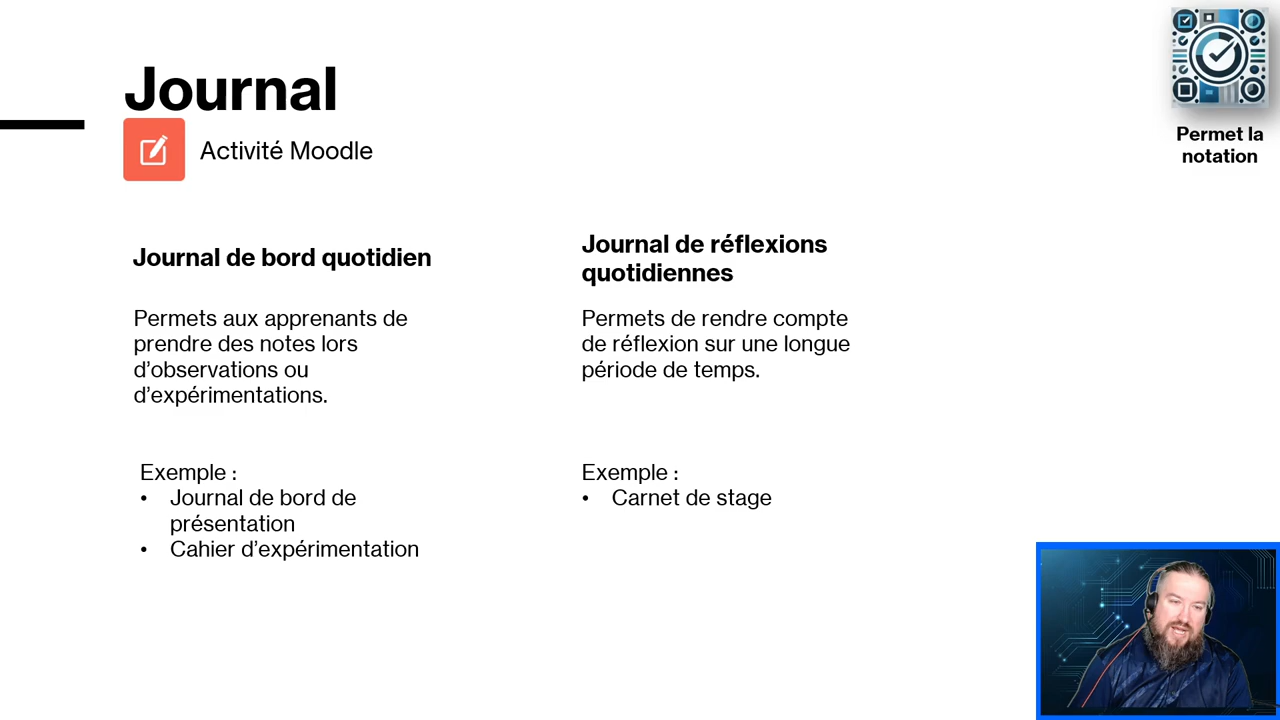 Journal
Activité Moodle
Permet la
notation
Journal de bord quotidien
Permets aux apprenants de
prendre des notes lors
d’observations ou
d’expérimentations.
Exemple :
• Journal de bord de
présentation
• Cahier d’expérimentation
Journal de réflexions
quotidiennes
Permets de rendre compte
de réflexion sur une longue
période de temps.
Exemple :
• Carnet de stage